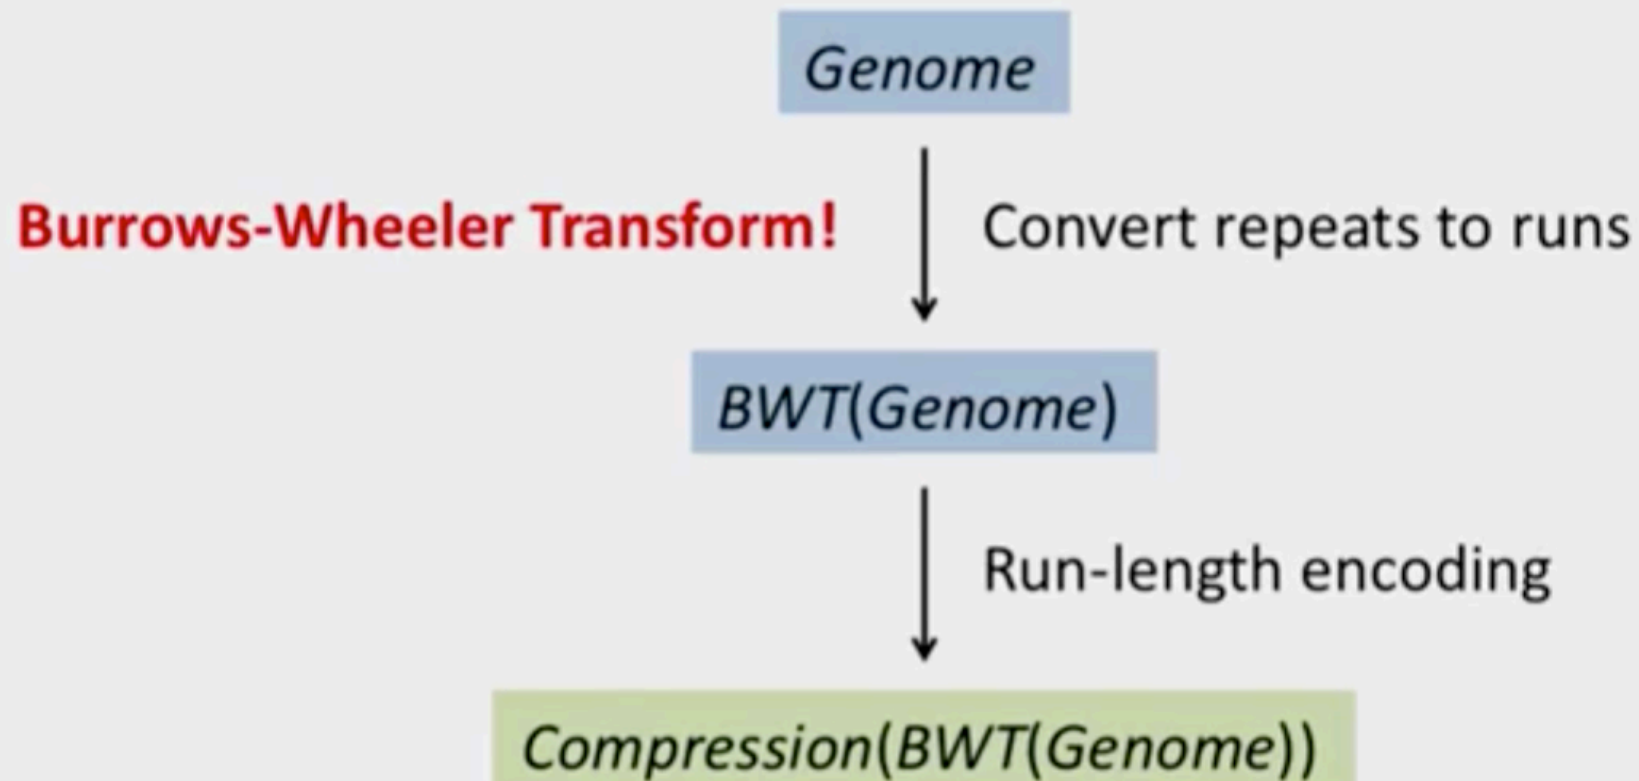 Genome
Burrows-Wheeler Transform!
Convert repeats to runs
BWT(Genome)
Run-length encoding
Compression(BWT(Genome))